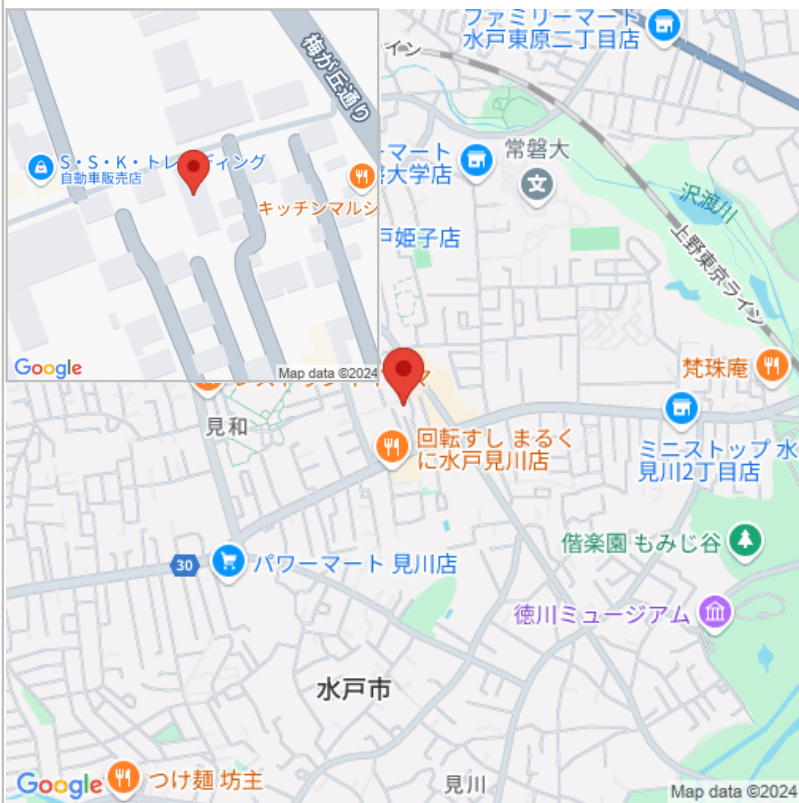 梅が丘通り
S・S・K・トレーディング
自動車販売店
キッチンマルシ
Google
Map data ©2024
ファミリーマート
水戸東原二丁目店
イン
ーマート
大学店
常磐大
沢渡川
上野東京ライン
戸姫子店
梵珠庵
見和
回転すし まるく
に水戸見川店
ミニストップ 水
見川2丁目店
偕楽園 もみじ谷
30
パワーマート 見川店
徳川ミュージアム
水戸市
つけ麺 坊主
見川
Google
Map data ©2024